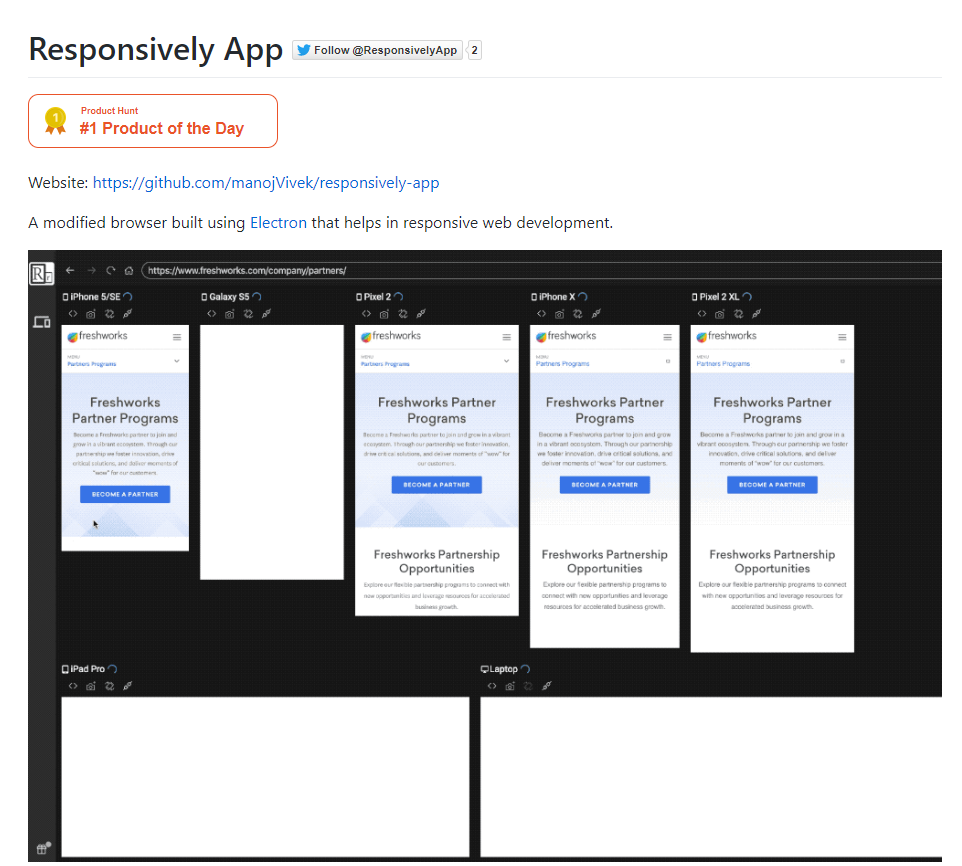 Responsively App
Follow @ResponsivelyApp
2
1
Product Hunt
#1 Product of the Day
Website: https://github.com/manojVivek/responsively-app
A modified browser built using Electron that helps in responsive web development.
R
https://www.freshworks.com/company/partners/
iPhone 5/SE
Galaxy S5
Pixel 2
iPhone X
Pixel 2 XL
freshworks
MENU
Partners Programs
Freshworks
Partner Programs
Become a Freshworks partner to join and
grow in a vibrant ecosystem. Through our
partnership we foster innovation, drive
critical solutions, and deliver moments of
"wow" for our customers.
BECOME A PARTNER
freshworks
MENU
Partners Programs
Freshworks Partner
Programs
Become a Freshworks partner to join and grow in a vibrant
ecosystem. Through our partnership we foster innovation,
drive critical solutions, and deliver moments of "wow" for
our customers.
BECOME A PARTNER
Freshworks Partnership
Opportunities
Explore our flexible partnership programs to connect with
new opportunities and leverage resources for accelerated
business growth.
freshworks
MENU
Partners Programs
Freshworks Partner
Programs
Become a Freshworks partner to join and grow
in a vibrant ecosystem. Through our partnership
we foster innovation, drive critical solutions, and
deliver moments of "wow" for our customers.
BECOME A PARTNER
Freshworks Partnership
Opportunities
Explore our flexible partnership programs to
connect with new opportunities and leverage
resources for accelerated business growth.
freshworks
MENU
Partners Programs
Freshworks Partner
Programs
Become a Freshworks partner to join and grow in a
vibrant ecosystem. Through our partnership we foster
innovation, drive critical solutions, and deliver
moments of "wow" for our customers.
BECOME A PARTNER
Freshworks Partnership
Opportunities
Explore our flexible partnership programs to connect
with new opportunities and leverage resources for
accelerated business growth.
iPad Pro
Laptop